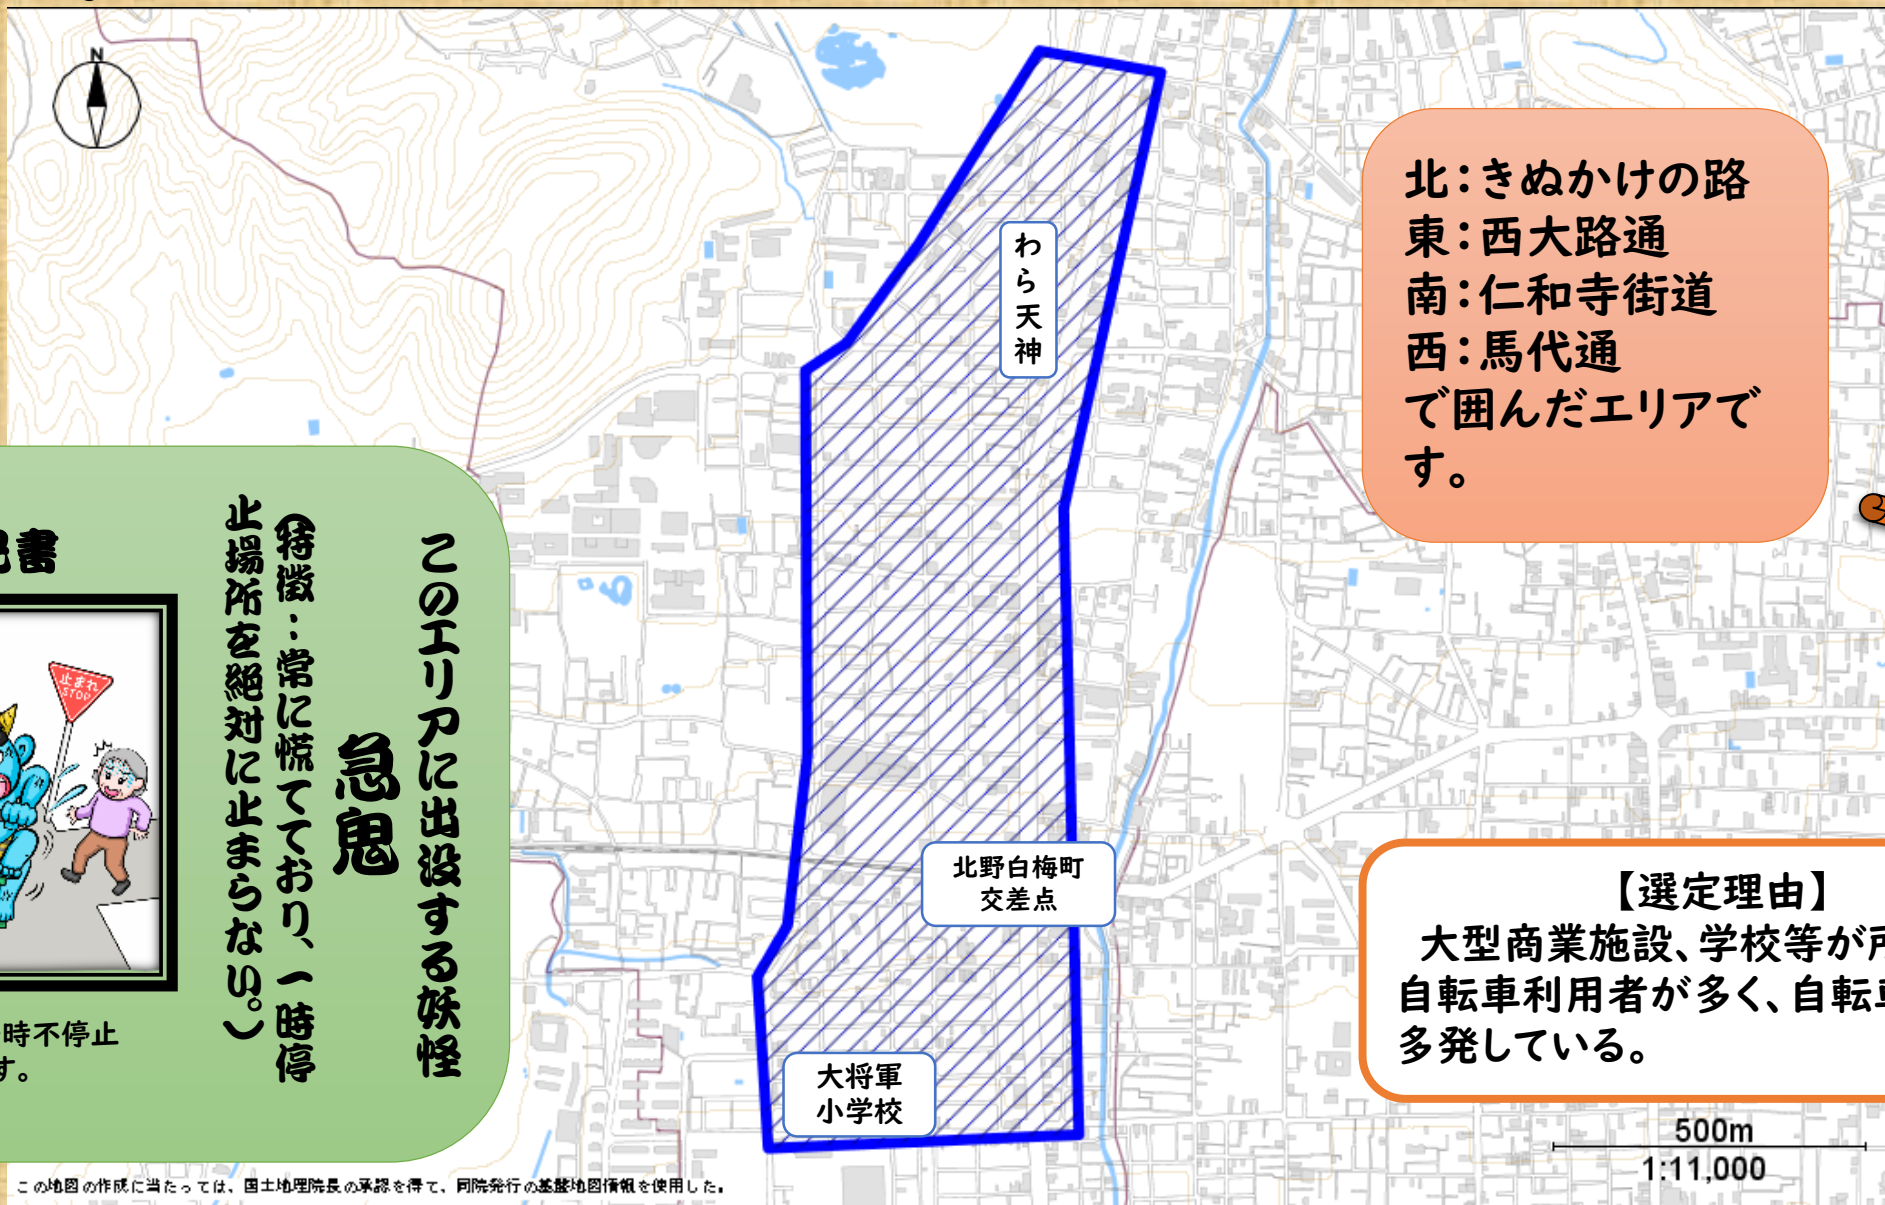 N
わら天神
北：きぬかけの路
東：西大路通
南：仁和寺街道
西：馬代通
で囲んだエリアで
す。
このエリアに出没する妖怪
急鬼
（特徴：常に慌てており、一時停
止場所を絶対に止まらない。）
書
止まれ
STOP
時不停止
す。
北野白梅町
交差点
大将軍
小学校
【選定理由】
大型商業施設、学校等が
自転車利用者が多く、自転
多発している。
500m
1:11,000
この地図の作成に当たっては、国土地理院長の承認を得て、同院発行の基盤地図情報を使用した。